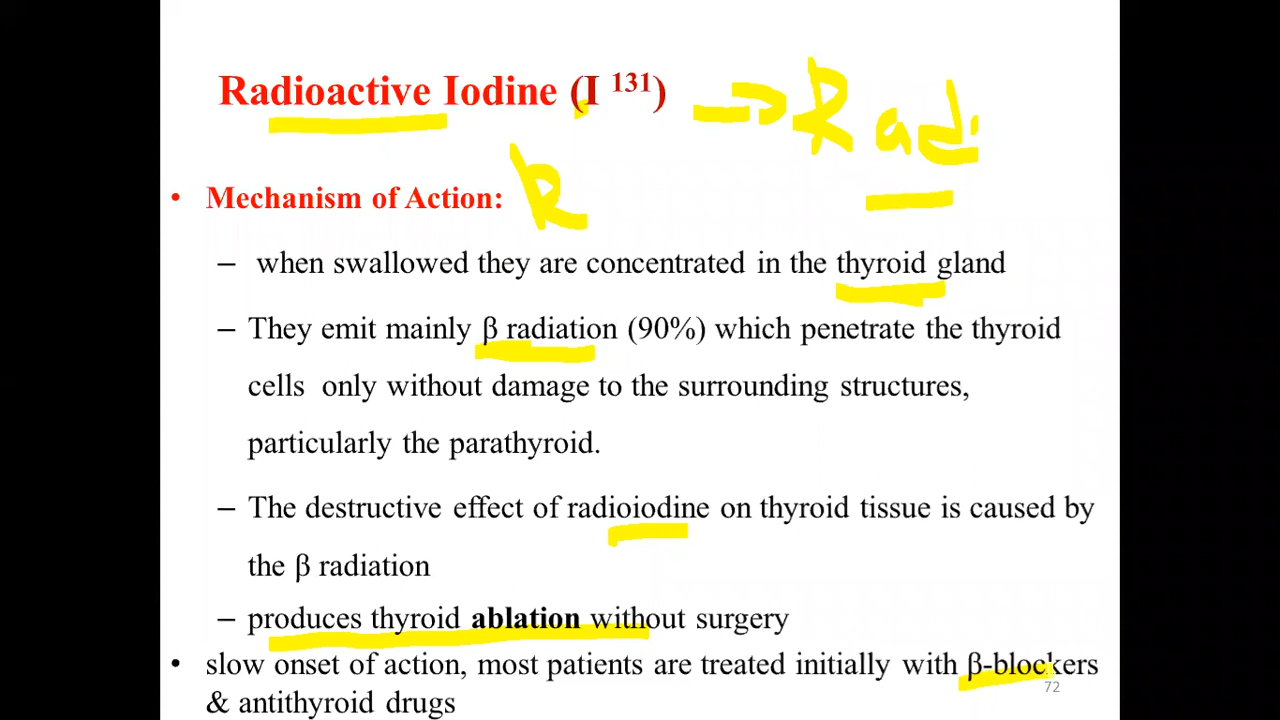 Radioactive Iodine (I 131) → Radi
• Mechanism of Action: R
– when swallowed they are concentrated in the thyroid gland
– They emit mainly β radiation (90%) which penetrate the thyroid
cells only without damage to the surrounding structures,
particularly the parathyroid.
– The destructive effect of radioiodine on thyroid tissue is caused by
the β radiation
– produces thyroid ablation without surgery
• slow onset of action, most patients are treated initially with β-blockers
& antithyroid drugs
72